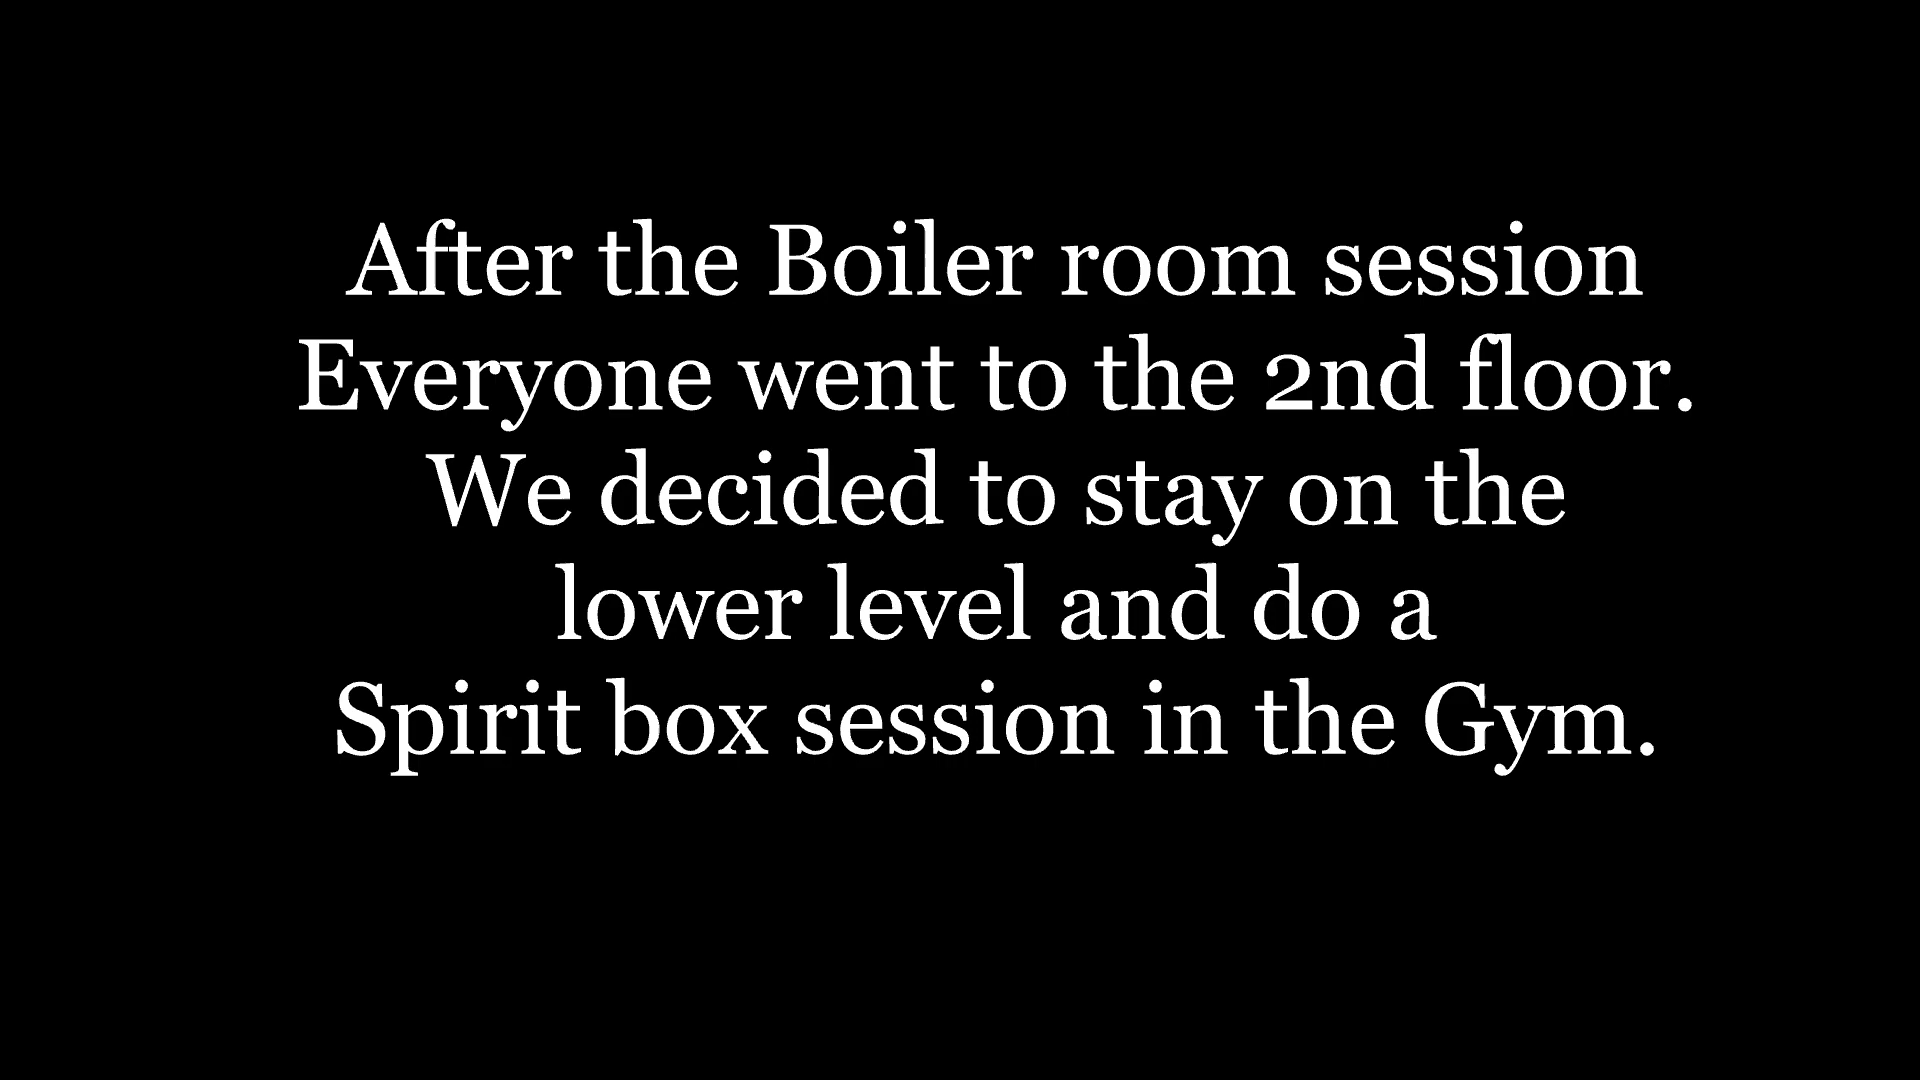 After the Boiler room session
Everyone went to the 2nd floor.
We decided to stay on the
lower level and do a
Spirit box session in the Gym.